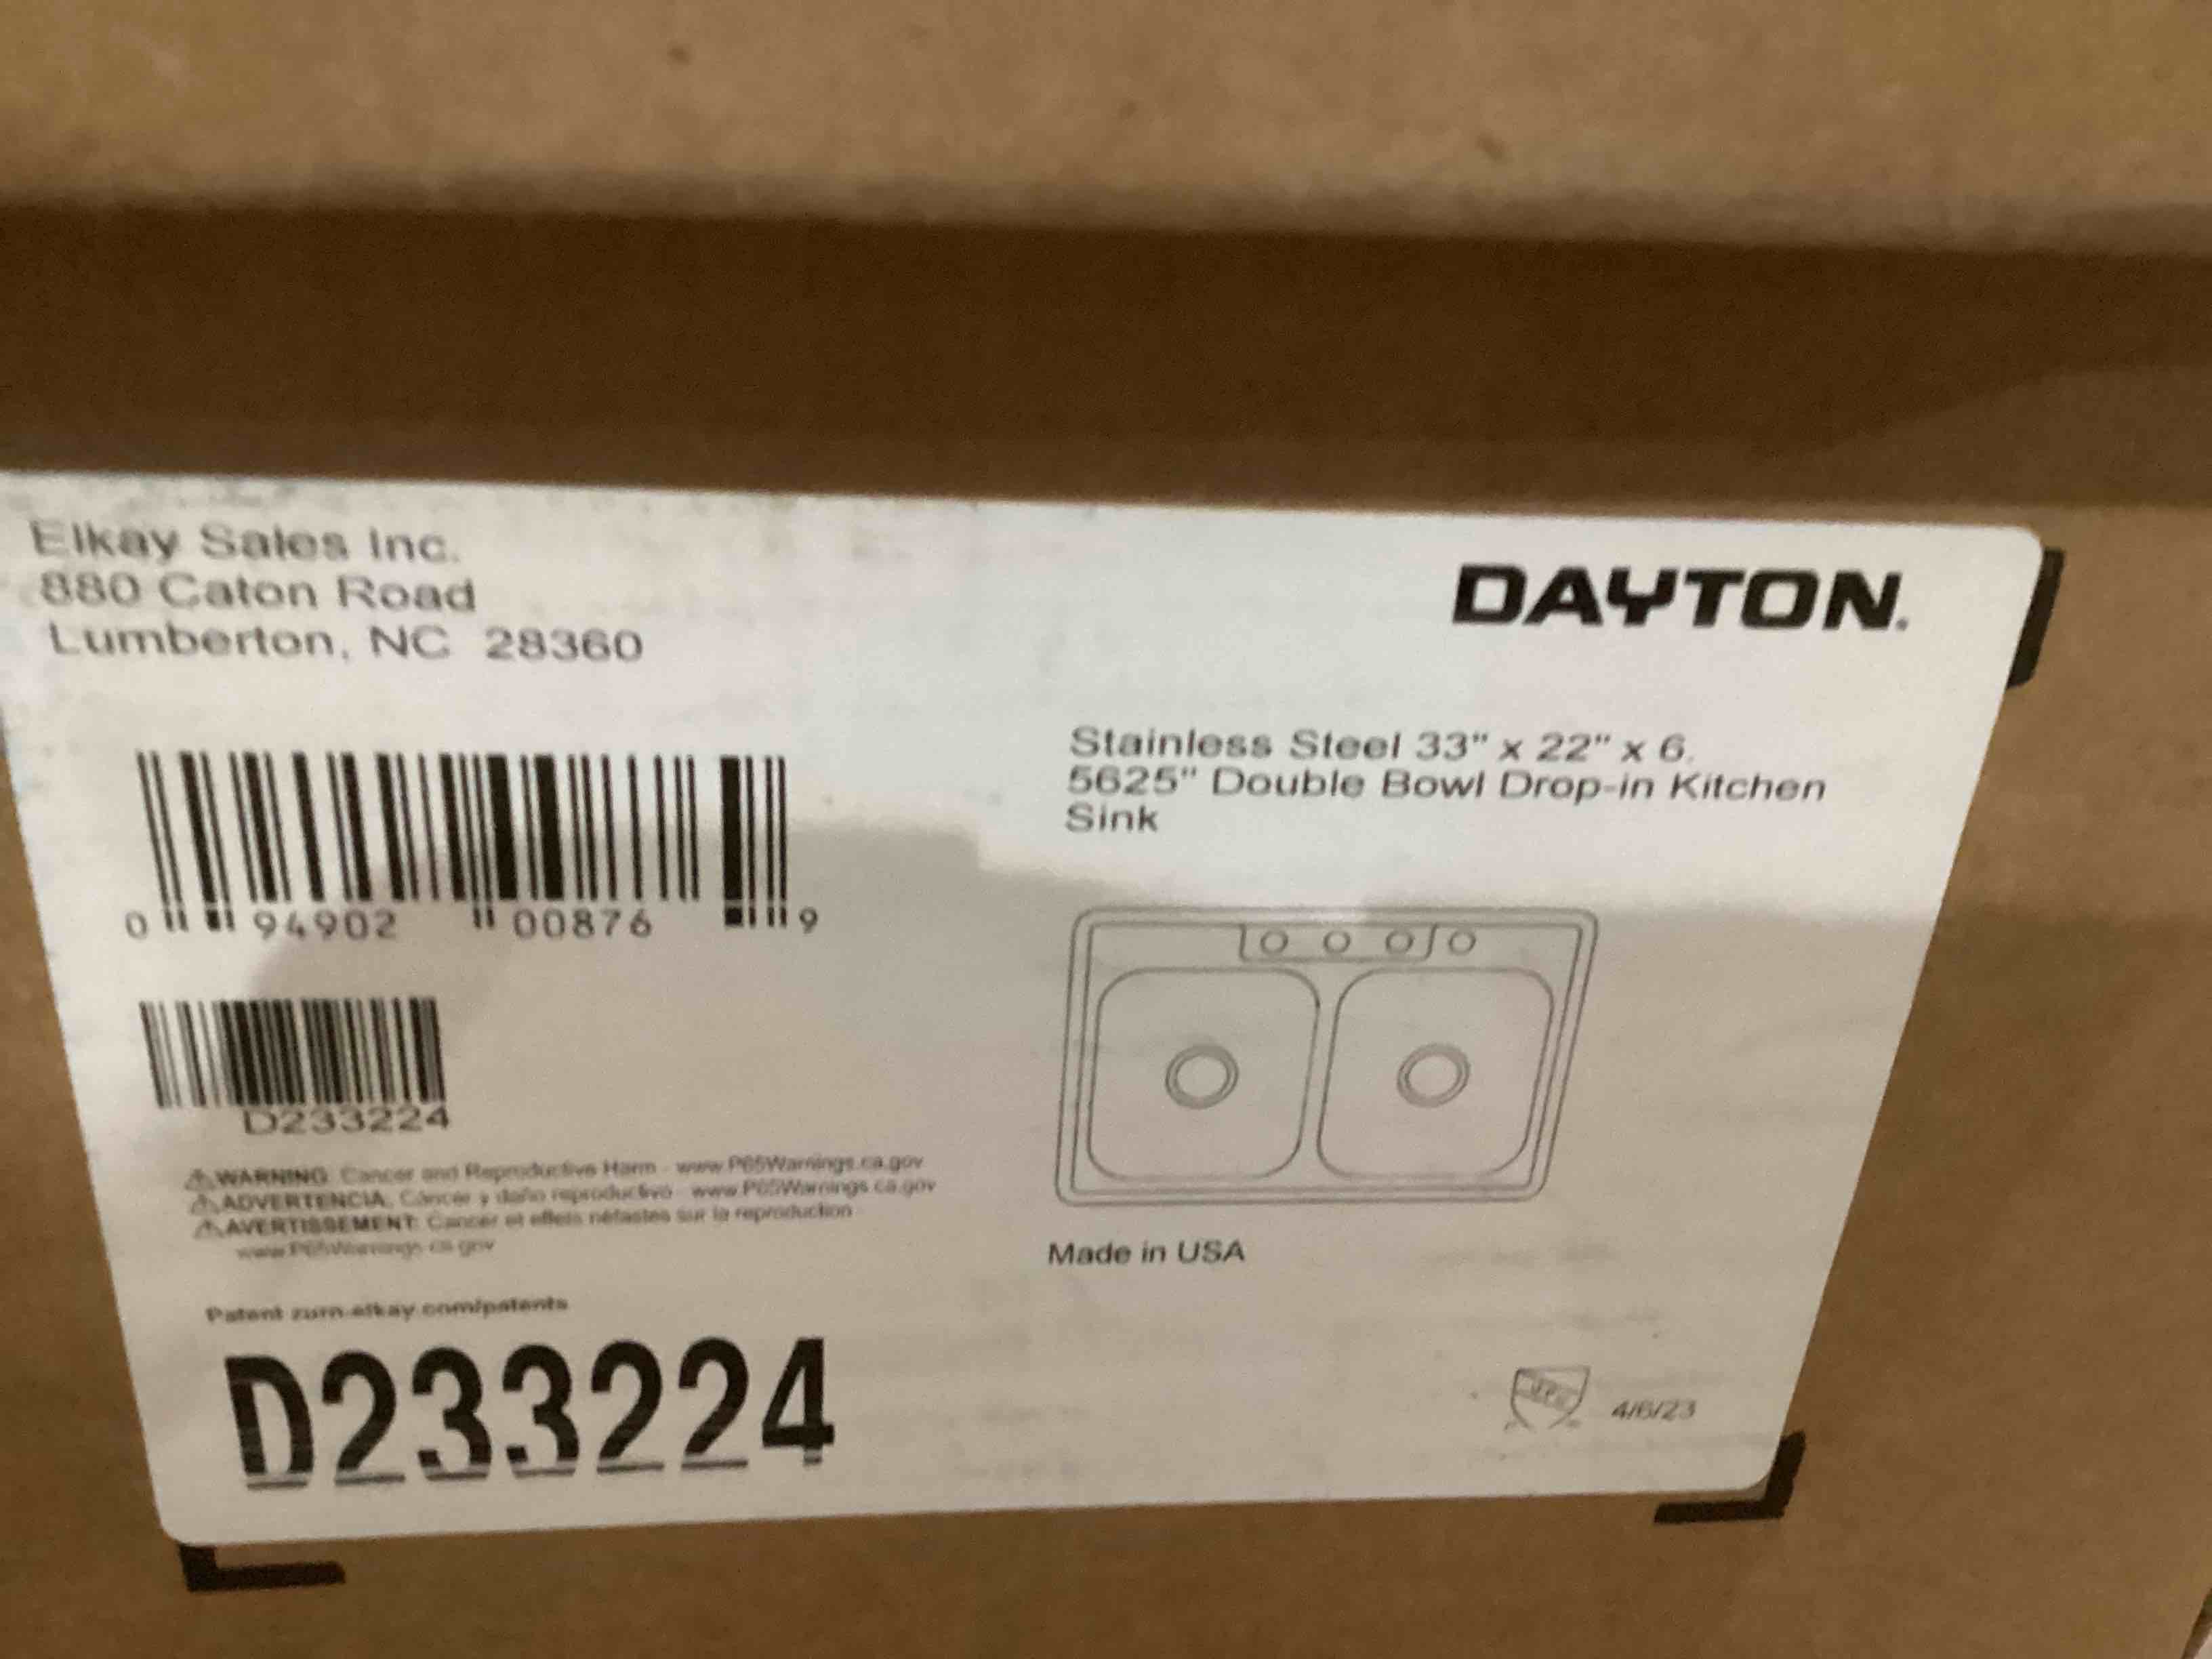 Elkay Sales Inc.
880 Caton Road
Lumberton, NC 28360
DAYTON.
Stainless Steel 33" x 22" x 6.
5625" Double Bowl Drop-in Kitchen
Sink
0 94902 00876 9
D233224
⚠ WARNING: Cancer and Reproductive Harm - www.P65Warnings.ca.gov
⚠ ADVERTENCIA: Cáncer y daño reproductivo - www.P65Warnings.ca.gov
⚠ AVERTISSEMENT: Cancer et effets néfastes sur la reproduction
www.P65Warnings.ca.gov
Made in USA
Patent zurn-elkay.com/patents
D233224
4/6/23